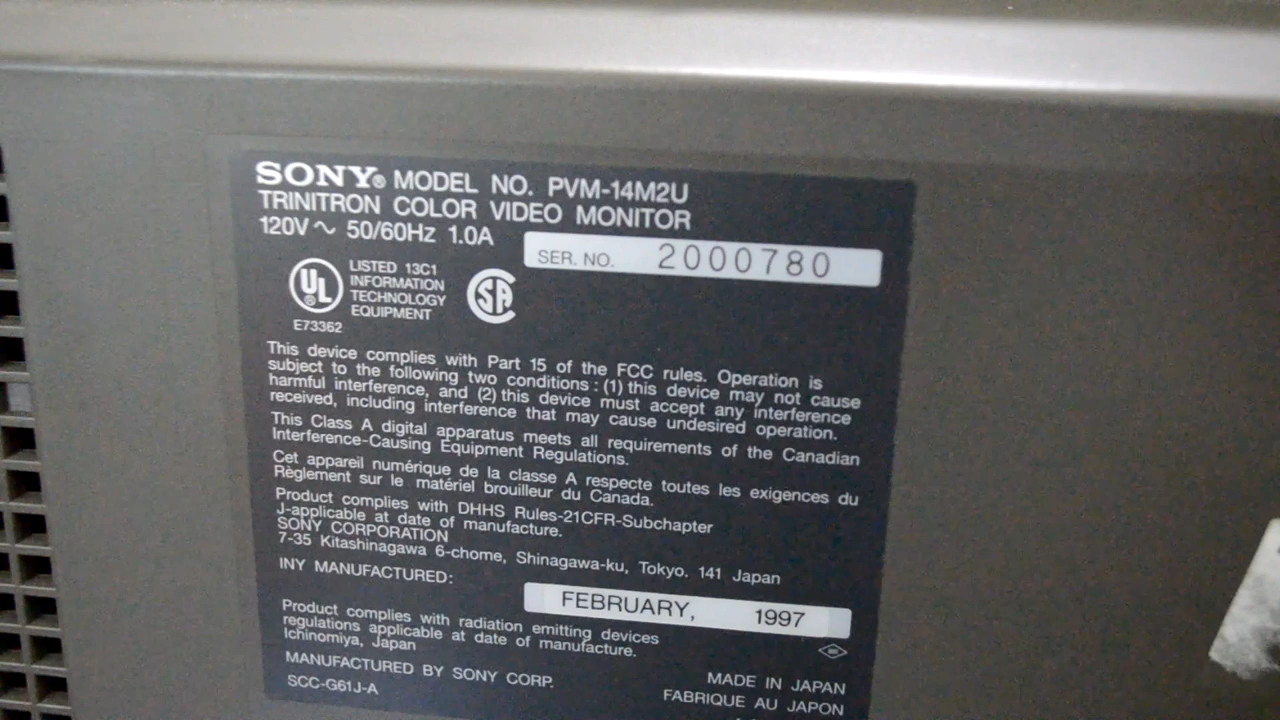 SONY® MODEL NO. PVM-14M2U
TRINITRON COLOR VIDEO MONITOR
120V ~ 50/60Hz 1.0A
SER. NO. 2000780
UL® LISTED 13C1
INFORMATION
TECHNOLOGY
EQUIPMENT
E73362
SA
This device complies with Part 15 of the FCC rules. Operation is
subject to the following two conditions : (1) this device may not cause
harmful interference, and (2) this device must accept any interference
received, including interference that may cause undesired operation.
This Class A digital apparatus meets all requirements of the Canadian
Interference-Causing Equipment Regulations.
Cet appareil numérique de la classe A respecte toutes les exigences du
Règlement sur le matériel brouilleur du Canada.
Product complies with DHHS Rules-21CFR-Subchapter
J-applicable at date of manufacture.
SONY CORPORATION
7-35 Kitashinagawa 6-chome, Shinagawa-ku, Tokyo. 141 Japan
INY MANUFACTURED:
FEBRUARY, 1997
Product complies with radiation emitting devices
regulations applicable at date of manufacture.
Ichinomiya, Japan
MANUFACTURED BY SONY CORP.
SCC-G61J-A
MADE IN JAPAN
FABRIQUE AU JAPON